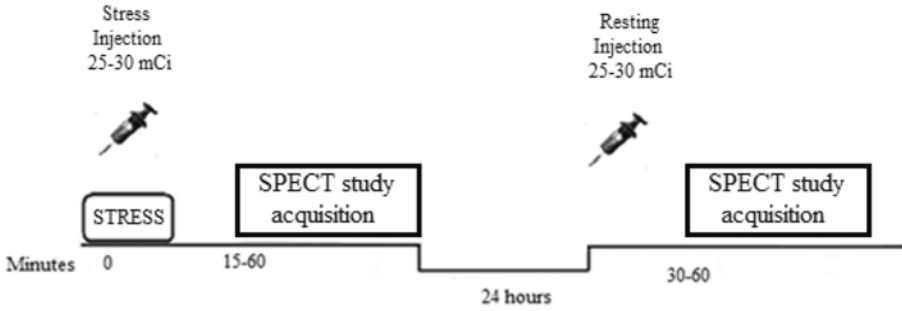 Stress
Injection
25-30 mCi
Resting
Injection
25-30 mCi
STRESS
SPECT study
acquisition
SPECT study
acquisition
Minutes 0 15-60 30-60
24 hours